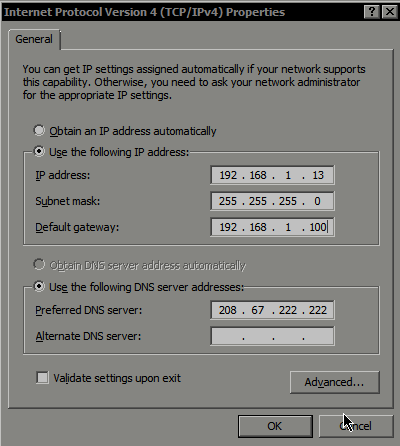 Internet Protocol Version 4 (TCP/IPv4) Properties
General
You can get IP settings assigned automatically if your network supports
this capability. Otherwise, you need to ask your network administrator
for the appropriate IP settings.
Obtain an IP address automatically
Use the following IP address:
IP address: 192 . 168 . 1 . 13
Subnet mask: 255 . 255 . 255 . 0
Default gateway: 192 . 168 . 1 . 100
Obtain DNS server address automatically
Use the following DNS server addresses:
Preferred DNS server: 208 . 67 . 222 . 222
Alternate DNS server: . . .
Validate settings upon exit
Advanced...
OK Cancel